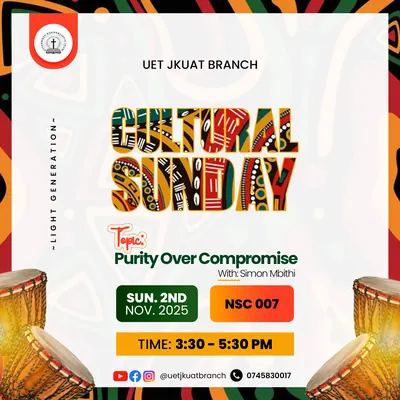 UET JKUAT BRANCH
~LIGHT GENERATION~
CULTURAL
SUNDAY
Topic:
Purity Over Compromise
With: Simon Mbithi
SUN. 2ND
NOV. 2025
NSC 007
TIME: 3:30 - 5:30 PM
@uetjkuatbranch 0745830017